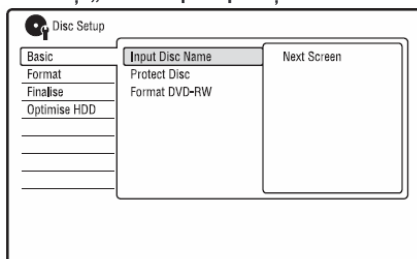 Disc Setup
Basic
Input Disc Name
Next Screen
Format
Protect Disc
Finalise
Format DVD-RW
Optimise HDD